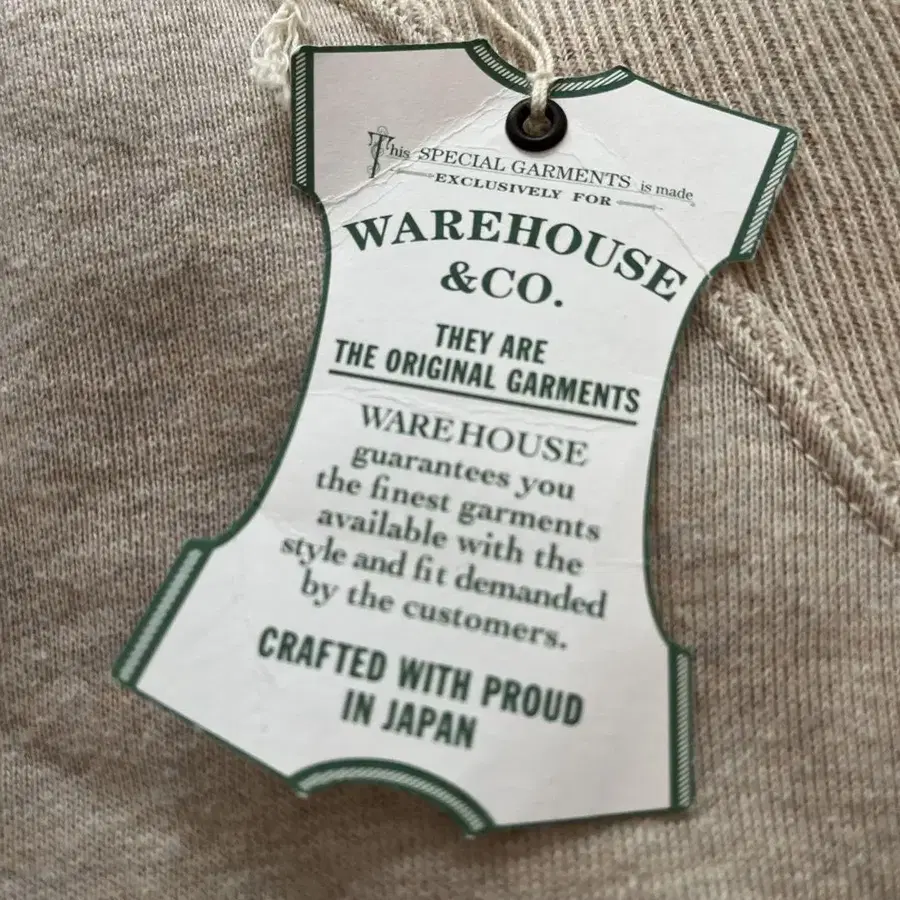 This SPECIAL GARMENTS is made
EXCLUSIVELY FOR
WAREHOUSE
&CO.
THEY ARE
THE ORIGINAL GARMENTS
WAREHOUSE
guarantees you
the finest garments
available with the
style and fit demanded
by the customers.
CRAFTED WITH PROUD
IN JAPAN